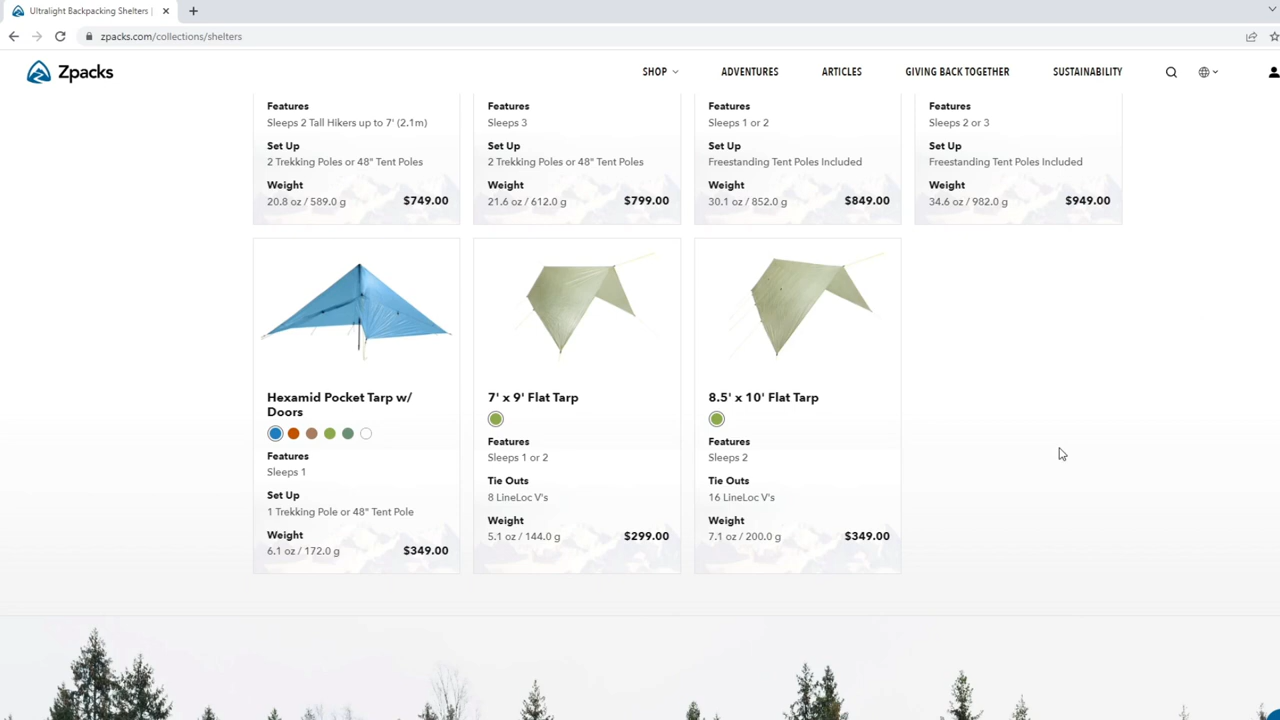 Ultralight Backpacking Shelters |
zpacks.com/collections/shelters
Zpacks
SHOP
ADVENTURES
ARTICLES
GIVING BACK TOGETHER
SUSTAINABILITY
Features
Sleeps 2 Tall Hikers up to 7' (2.1m)
Set Up
2 Trekking Poles or 48" Tent Poles
Weight
20.8 oz / 589.0 g
$749.00
Features
Sleeps 3
Set Up
2 Trekking Poles or 48" Tent Poles
Weight
21.6 oz / 612.0 g
$799.00
Features
Sleeps 1 or 2
Set Up
Freestanding Tent Poles Included
Weight
30.1 oz / 852.0 g
$849.00
Features
Sleeps 2 or 3
Set Up
Freestanding Tent Poles Included
Weight
34.6 oz / 982.0 g
$949.00
Hexamid Pocket Tarp w/
Doors
Features
Sleeps 1
Set Up
1 Trekking Pole or 48" Tent Pole
Weight
6.1 oz / 172.0 g
$349.00
7' x 9' Flat Tarp
Features
Sleeps 1 or 2
Tie Outs
8 LineLoc V's
Weight
5.1 oz / 144.0 g
$299.00
8.5' x 10' Flat Tarp
Features
Sleeps 2
Tie Outs
16 LineLoc V's
Weight
7.1 oz / 200.0 g
$349.00